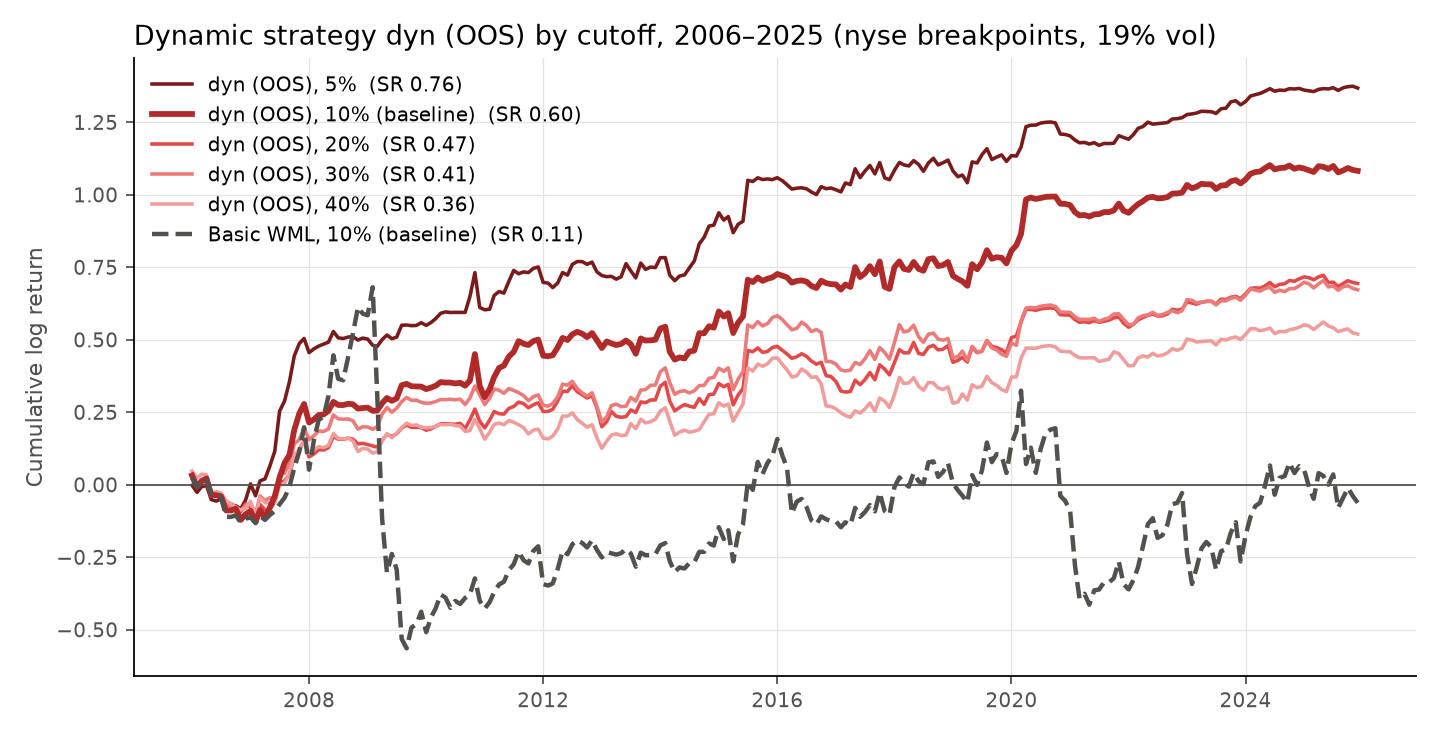 Dynamic strategy dyn (OOS) by cutoff, 2006–2025 (nyse breakpoints, 19% vol)
dyn (OOS), 5%  (SR 0.76)
dyn (OOS), 10% (baseline)  (SR 0.60)
dyn (OOS), 20%  (SR 0.47)
dyn (OOS), 30%  (SR 0.41)
dyn (OOS), 40%  (SR 0.36)
Basic WML, 10% (baseline)  (SR 0.11)
Cumulative log return
1.25
1.00
0.75
0.50
0.25
0.00
−0.25
−0.50
2008 2012 2016 2020 2024